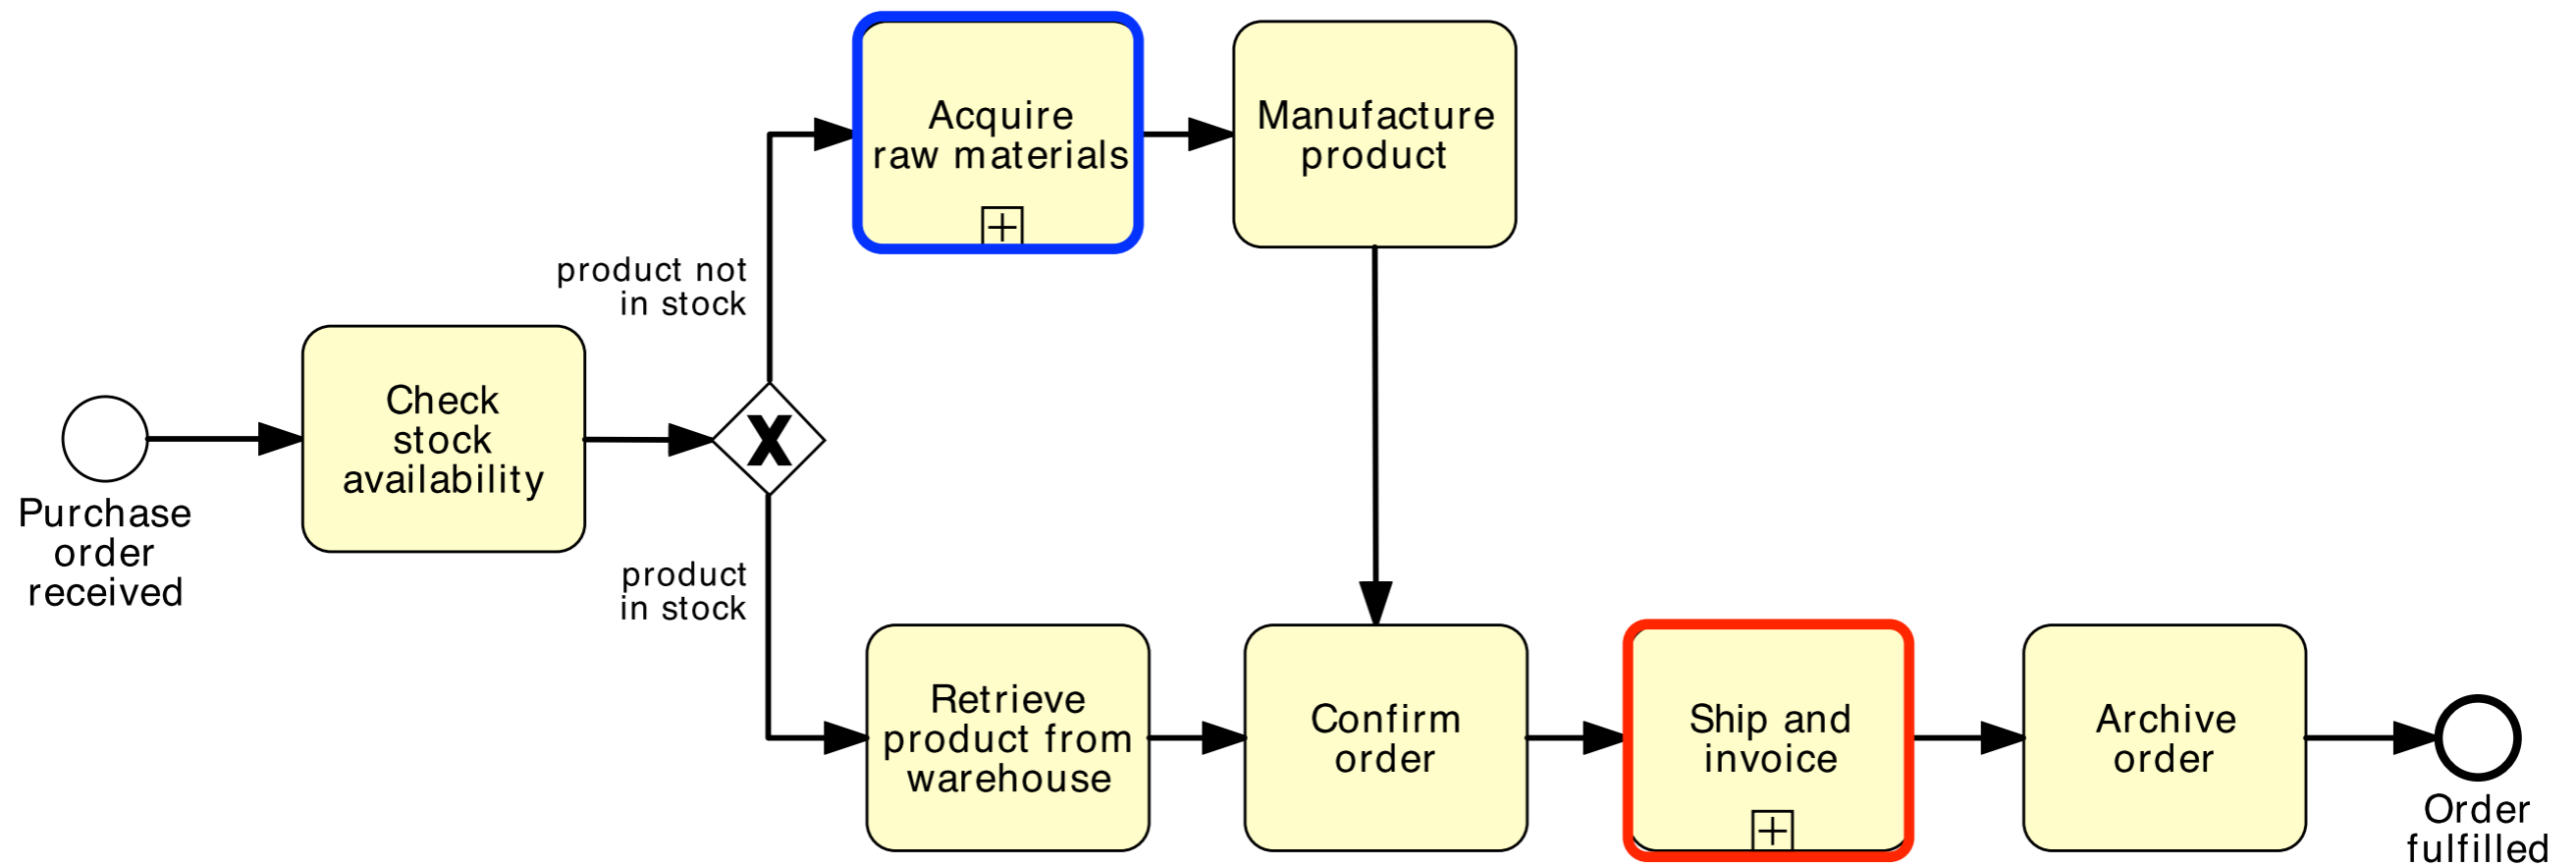 Purchase
order
received
Check
stock
availability
X
product not
in stock
product
in stock
Acquire
raw materials
Manufacture
product
Retrieve
product from
warehouse
Confirm
order
Ship and
invoice
Archive
order
Order
fulfilled